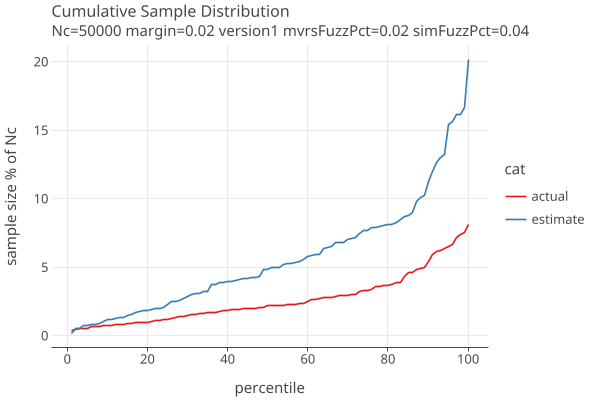 Cumulative Sample Distribution
Nc=50000 margin=0.02 version1 mvrsFuzzPct=0.02 simFuzzPct=0.04
20
15
10
5
0
sample size % of Nc
0 20 40 60 80 100
percentile
cat
actual
estimate